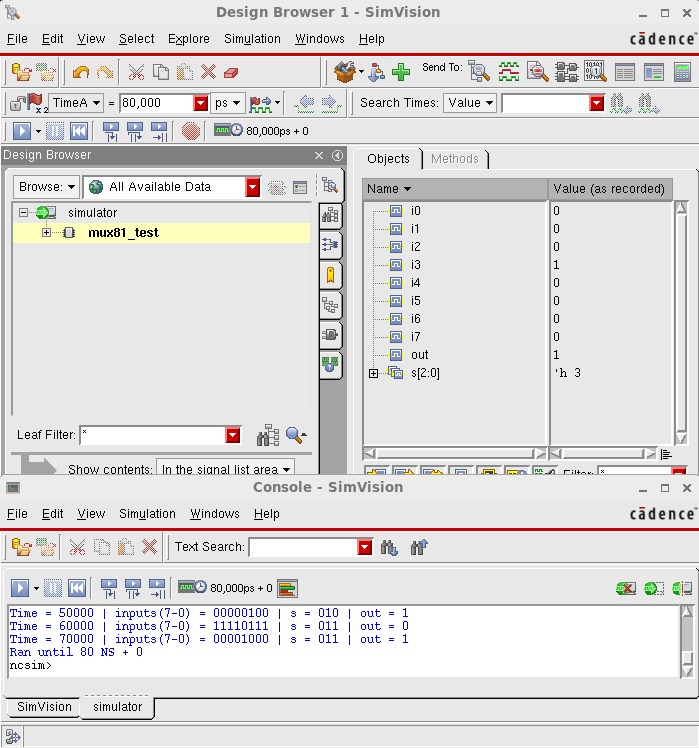 Design Browser 1 - SimVision
File Edit View Select Explore Simulation Windows Help
cādence™
Send To:
TimeA = 80,000 ps Search Times: Value
80,000ps + 0
Design Browser
Browse: All Available Data
simulator
mux81_test
Leaf Filter: *
Show contents: In the signal list area
Objects Methods
Name Value (as recorded)
i0 0
i1 0
i2 0
i3 1
i4 0
i5 0
i6 0
i7 0
out 1
s[2:0] 'h 3
Console - SimVision
File Edit View Simulation Windows Help
cādence™
Text Search:
80,000ps + 0
Time = 50000 | inputs(7-0) = 00000100 | s = 010 | out = 1
Time = 60000 | inputs(7-0) = 11110111 | s = 011 | out = 0
Time = 70000 | inputs(7-0) = 00001000 | s = 011 | out = 1
Ran until 80 NS + 0
ncsim>
SimVision simulator